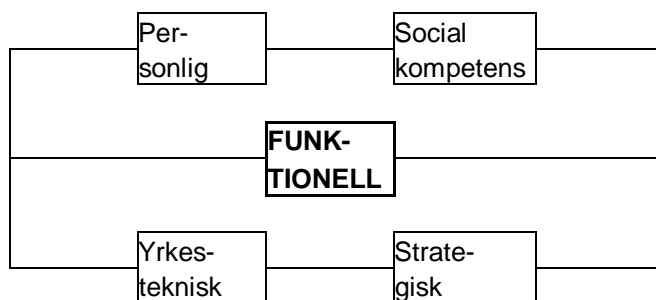 Per-
sonlig
Social
kompetens
FUNK-
TIONELL
Yrkes-
teknisk
Strate-
gisk